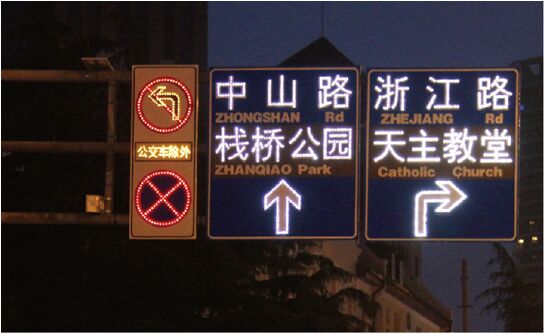 公交车除外
中山路
ZHONGSHAN Rd
栈桥公园
ZHANQIAO Park
浙江路
ZHEJIANG Rd
天主教堂
Catholic Church